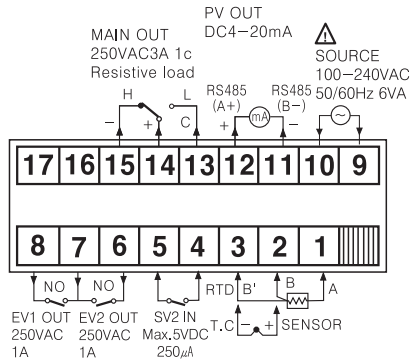 PV OUT
MAIN OUT DC4-20mA
250VAC3A 1c SOURCE
Resistive load 100-240VAC
H L RS485 RS485 50/60Hz 6VA
(A+) (B-)
- + C + mA - ~
17 16 15 14 13 12 11 10 9
8 7 6 5 4 3 2 1
NO NO RTD B' B A
EV1 OUT EV2 OUT SV2 IN T.C - + SENSOR
250VAC 250VAC Max.5VDC
1A 1A 250μA